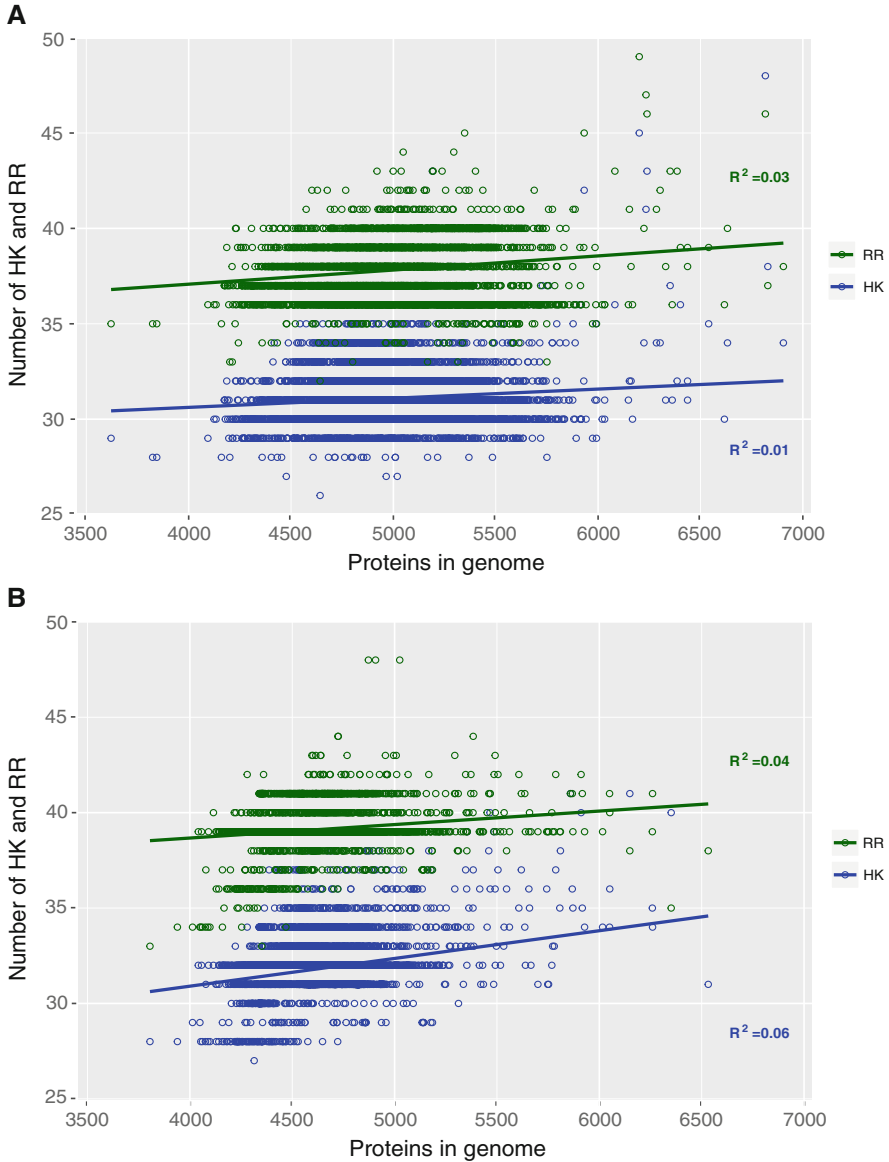 A
50
45
40
35
30
25
Number of HK and RR
R² =0.03
R² =0.01
RR
HK
3500 4000 4500 5000 5500 6000 6500 7000
Proteins in genome
B
50
45
40
35
30
25
Number of HK and RR
R² =0.04
R² =0.06
RR
HK
3500 4000 4500 5000 5500 6000 6500 7000
Proteins in genome